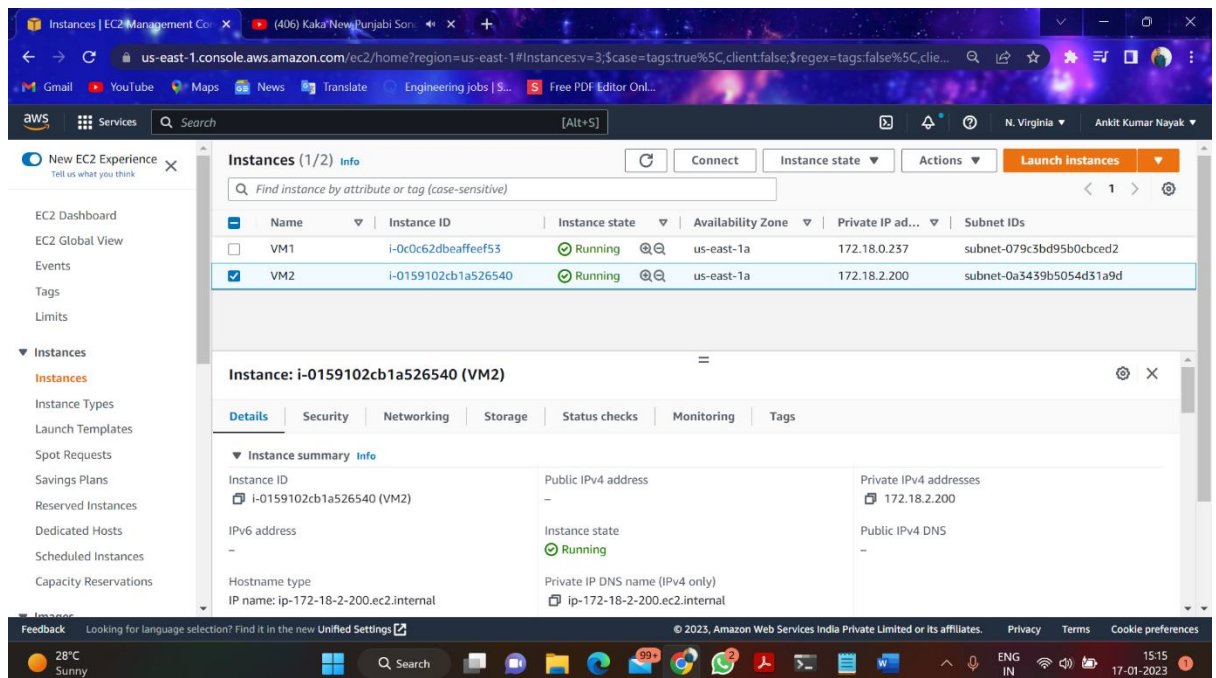 Instances | EC2 Management Con
(406) Kaka New Punjabi Song
us-east-1.console.aws.amazon.com/ec2/home?region=us-east-1#Instances:v=3;$case=tags:true%5C,client:false;$regex=tags:false%5C,clie...
Gmail YouTube Maps News Translate Engineering jobs | S... Free PDF Editor Onl...
aws Services Search [Alt+S] N. Virginia Ankit Kumar Nayak
New EC2 Experience
Tell us what you think
EC2 Dashboard
EC2 Global View
Events
Tags
Limits
Instances
Instances
Instance Types
Launch Templates
Spot Requests
Savings Plans
Reserved Instances
Dedicated Hosts
Scheduled Instances
Capacity Reservations
Images
Instances (1/2) Info Connect Instance state Actions Launch instances
Find instance by attribute or tag (case-sensitive) 1
Name Instance ID Instance state Availability Zone Private IP ad... Subnet IDs
VM1 i-0c0c62dbeaffeef53 Running us-east-1a 172.18.0.237 subnet-079c3bd95b0cbced2
VM2 i-0159102cb1a526540 Running us-east-1a 172.18.2.200 subnet-0a3439b5054d31a9d
Instance: i-0159102cb1a526540 (VM2)
Details Security Networking Storage Status checks Monitoring Tags
Instance summary Info
Instance ID Public IPv4 address Private IPv4 addresses
i-0159102cb1a526540 (VM2) – 172.18.2.200
IPv6 address Instance state Public IPv4 DNS
– Running –
Hostname type Private IP DNS name (IPv4 only)
IP name: ip-172-18-2-200.ec2.internal ip-172-18-2-200.ec2.internal
Feedback Looking for language selection? Find it in the new Unified Settings © 2023, Amazon Web Services India Private Limited or its affiliates. Privacy Terms Cookie preferences
28°C
Sunny
Search
99+
2
ENG
IN
15:15
17-01-2023
1